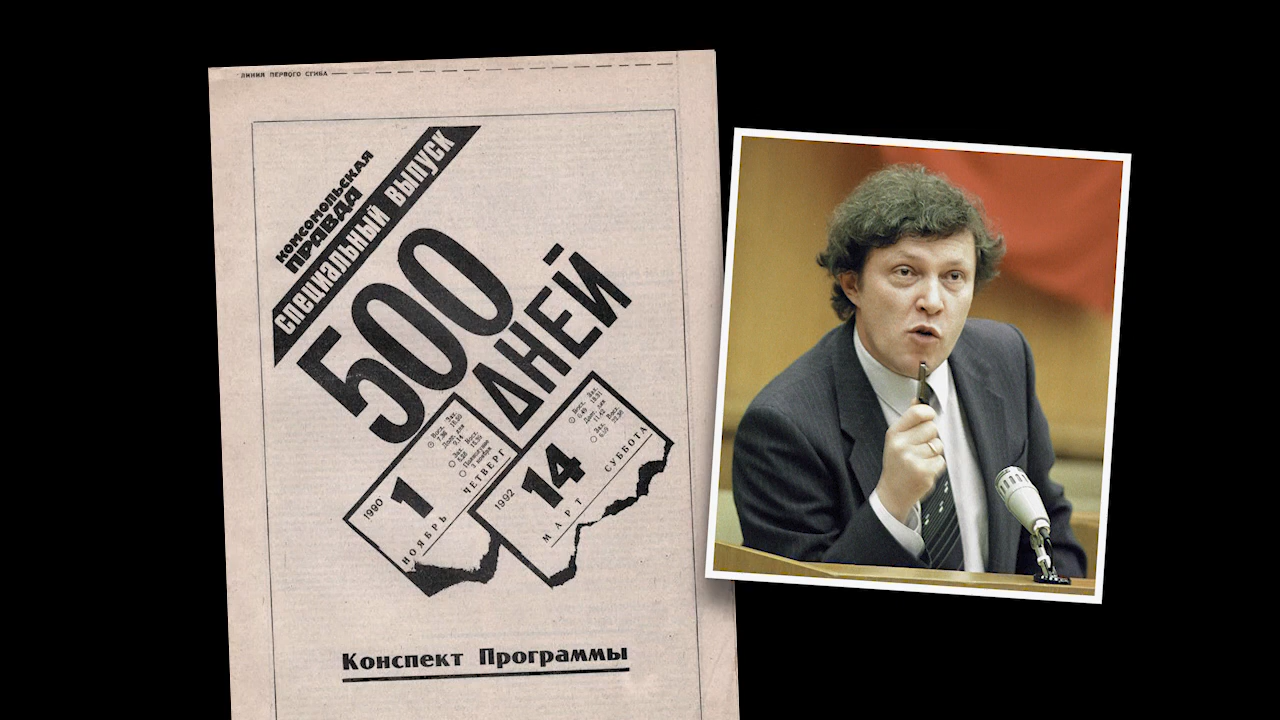 ЛИНИЯ ПЕРВОГО СГИБА
КОМСОМОЛЬСКАЯ
ПРАВДА
СПЕЦИАЛЬНЫЙ ВЫПУСК
500
ДНЕЙ
1990
1
НОЯБРЬ
ЧЕТВЕРГ
1992
14
МАРТ
СУББОТА
Конспект Программы